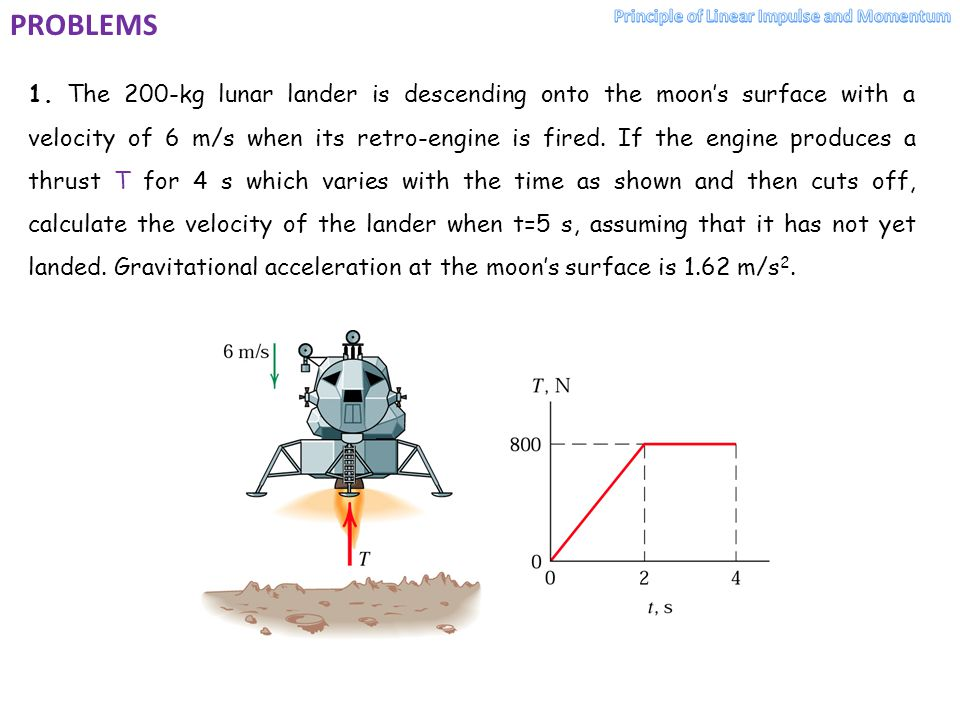 PROBLEMS
Principle of Linear Impulse and Momentum
1. The 200-kg lunar lander is descending onto the moon’s surface with a
velocity of 6 m/s when its retro-engine is fired. If the engine produces a
thrust T for 4 s which varies with the time as shown and then cuts off,
calculate the velocity of the lander when t=5 s, assuming that it has not yet
landed. Gravitational acceleration at the moon’s surface is 1.62 m/s².
6 m/s
T
T, N
800
0
0 2 4
t, s